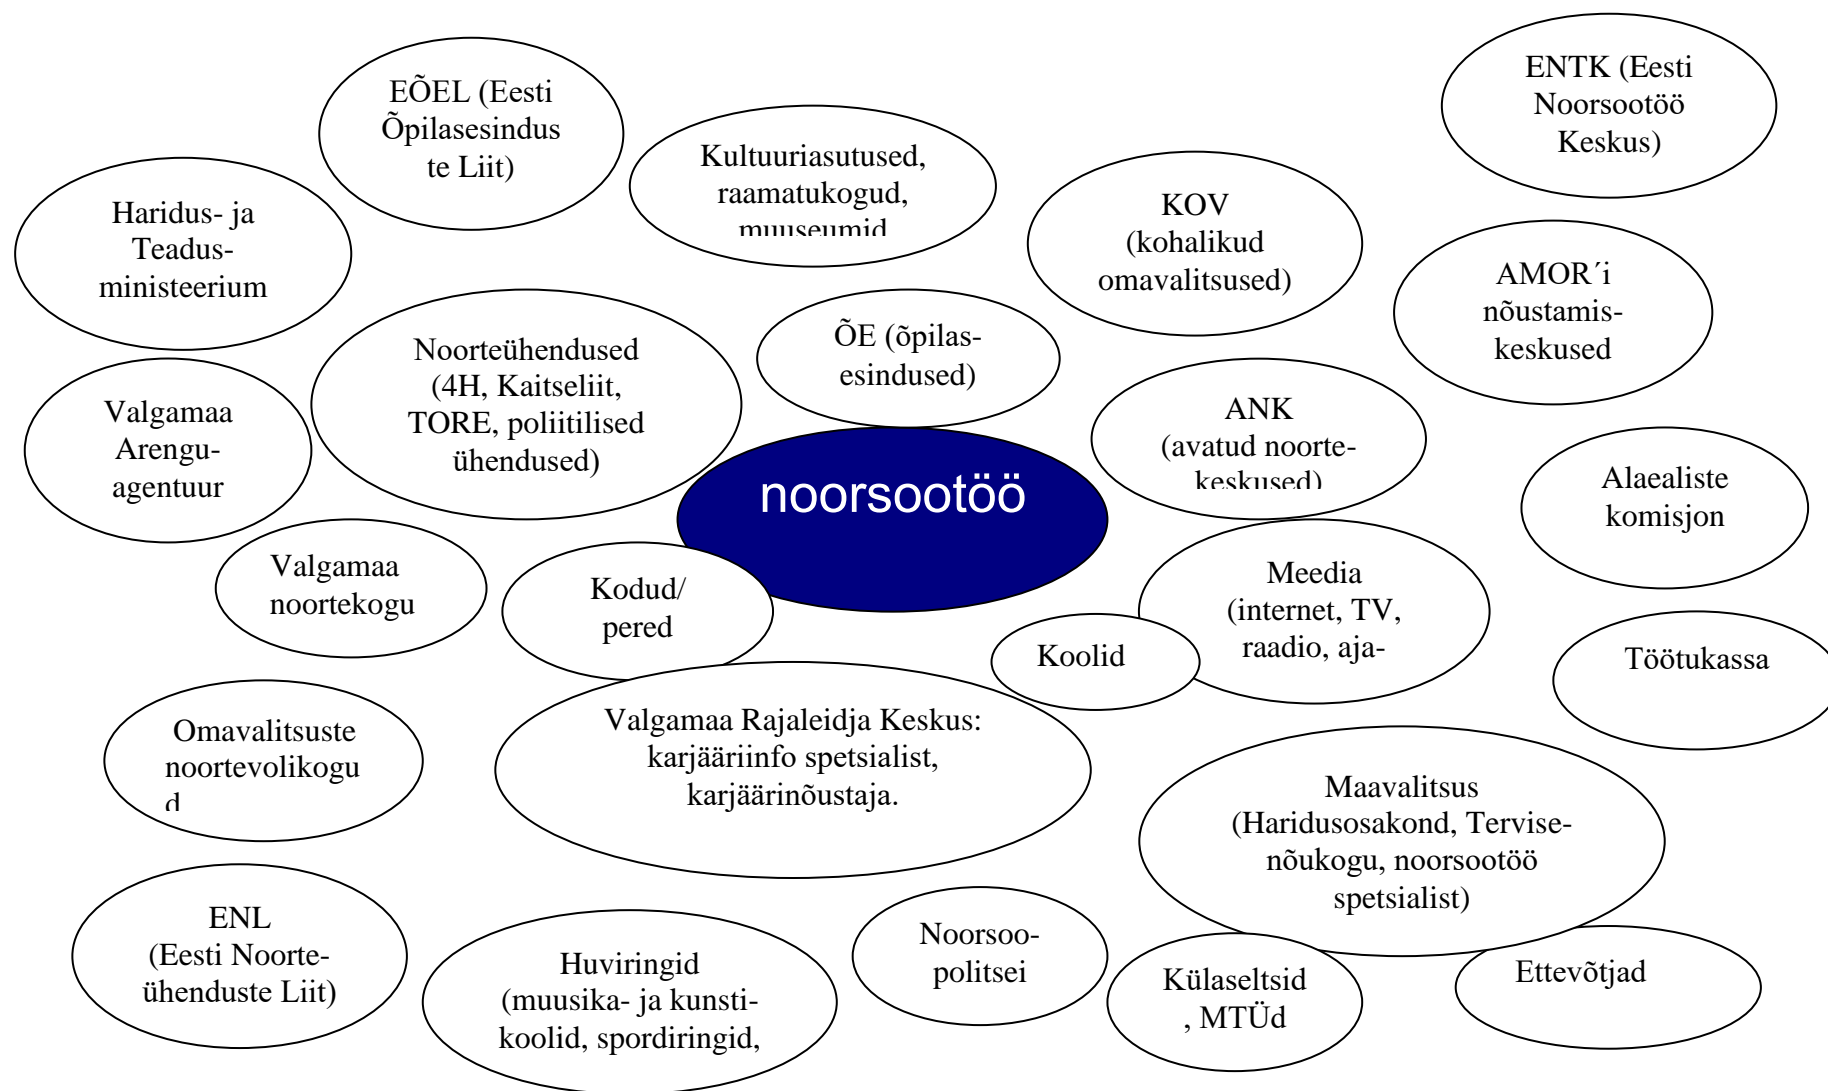 ENTK (Eesti
Noorsootöö
Keskus)
EÕEL (Eesti
Õpilasesindus
te Liit)
Kultuuriasutused,
raamatukogud,
muuseumid
Haridus- ja
Teadus-
ministeerium
KOV
(kohalikud
omavalitsused)
AMOR´i
nõustamis-
keskused
Noorteühendused
(4H, Kaitseliit,
TORE, poliitilised
ühendused)
ÕE (õpilas-
esindused)
Valgamaa
Arengu-
agentuur
ANK
(avatud noorte-
keskused)
noorsootöö
Alaealiste
komisjon
Valgamaa
noortekogu
Kodud/
pered
Meedia
(internet, TV,
raadio, aja-
Koolid
Töötukassa
Omavalitsuste
noortevolikogu
d
Valgamaa Rajaleidja Keskus:
karjääriinfo spetsialist,
karjäärinõustaja.
Maavalitsus
(Haridusosakond, Tervise-
nõukogu, noorsootöö
spetsialist)
ENL
(Eesti Noorte-
ühenduste Liit)
Huviringid
(muusika- ja kunsti-
koolid, spordiringid,
Noorsoo-
politsei
Külaseltsid
, MTÜd
Ettevõtjad